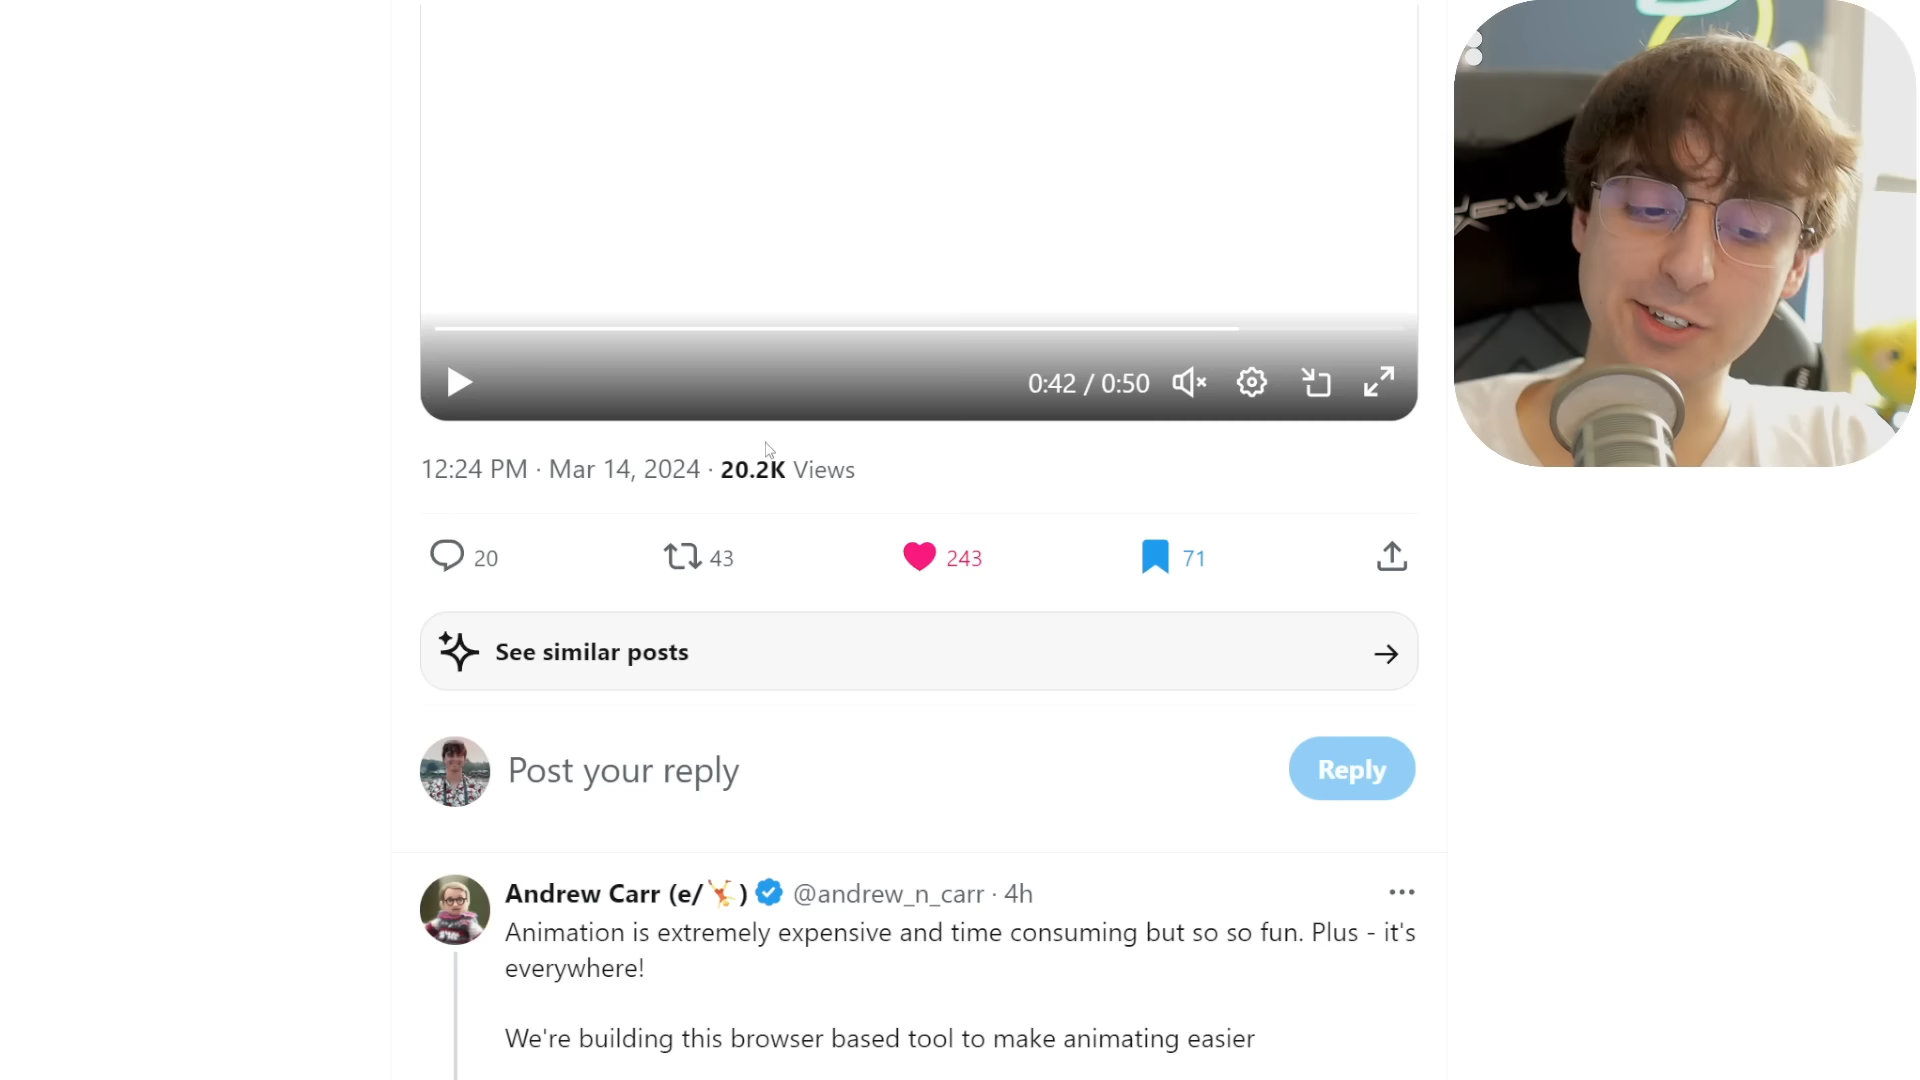 0:42 / 0:50
12:24 PM · Mar 14, 2024 · 20.2K Views
20 43 243 71
See similar posts
Post your reply
Reply
Andrew Carr (e/🤸) @andrew_n_carr · 4h
Animation is extremely expensive and time consuming but so so fun. Plus - it's
everywhere!
We're building this browser based tool to make animating easier